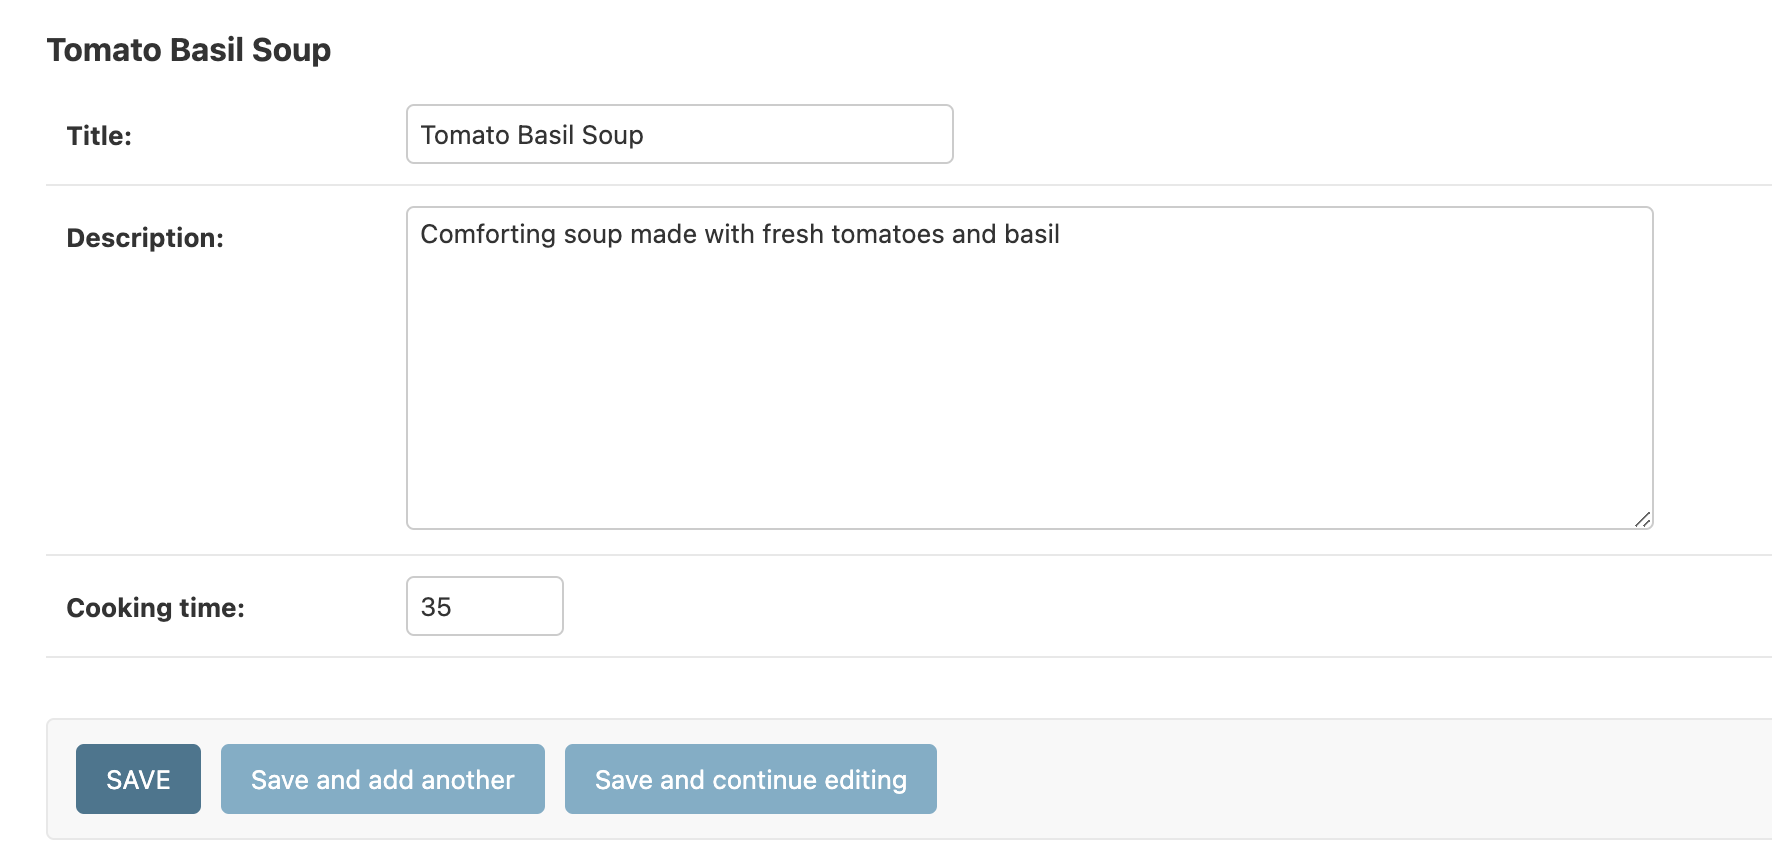 Tomato Basil Soup
Title:
Tomato Basil Soup
Description:
Comforting soup made with fresh tomatoes and basil
Cooking time:
35
SAVE
Save and add another
Save and continue editing